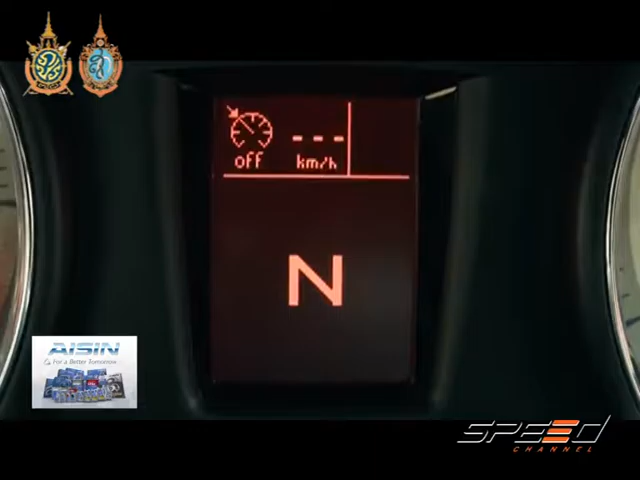 off
--- km/h
N
AISIN
For a Better Tomorrow
SPEED
CHANNEL